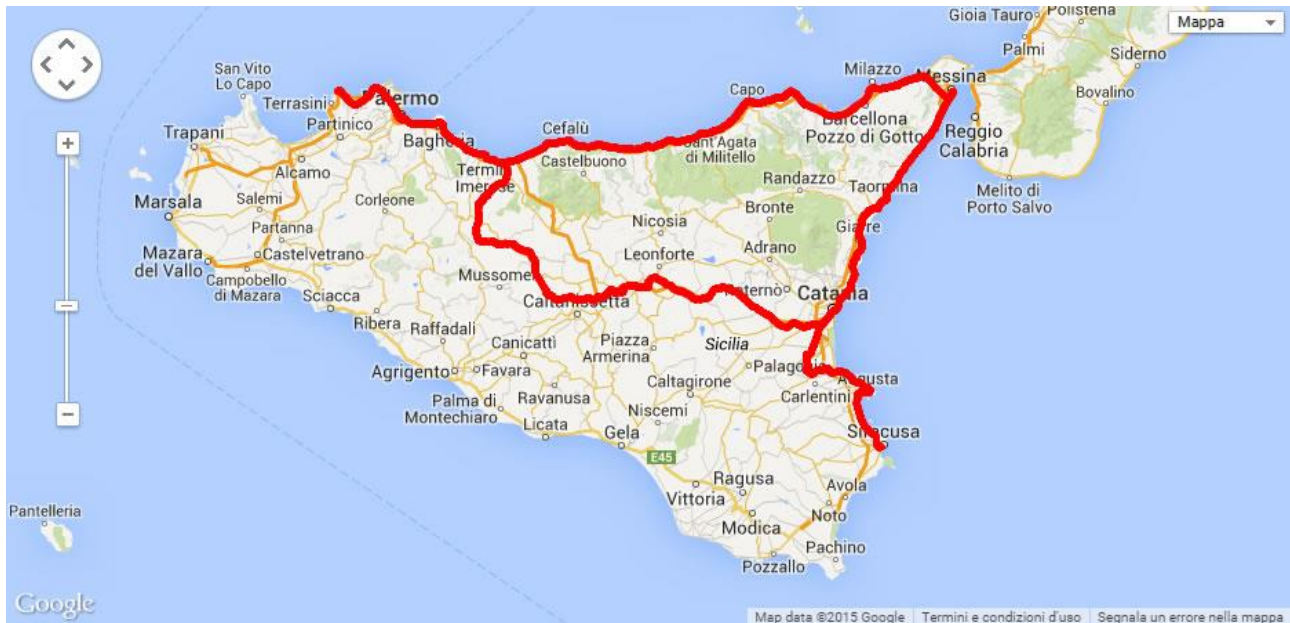 Gioia Tauro
Polistena
Mappa
Palmi
Siderno
San Vito
Lo Capo
Milazzo
Messina
Capo
Bovalino
Terrasini
Palermo
Trapani
Partinico
Cefalù
Barcellona
Pozzo di Gotto
Reggio
Calabria
Bagheria
Castelbuono
Sant'Agata
di Militello
Alcamo
Termini
Imerese
Randazzo
Taormina
Melito di
Porto Salvo
Marsala
Salemi
Corleone
Nicosia
Bronte
Giarre
Partanna
Mazara
del Vallo
Castelvetrano
Leonforte
Adrano
Campobello
di Mazara
Mussomeli
Paternò
Catania
Sciacca
Caltanissetta
Ribera
Raffadali
Canicattì
Piazza
Armerina
Sicilia
Agrigento
Favara
Palagonia
Augusta
Caltagirone
Carlentini
Palma di
Montechiaro
Ravanusa
Niscemi
Licata
Gela
Siracusa
E45
Ragusa
Vittoria
Avola
Pantelleria
Modica
Noto
Pachino
Pozzallo
Google
Map data ©2015 Google
Termini e condizioni d'uso
Segnala un errore nella mappa